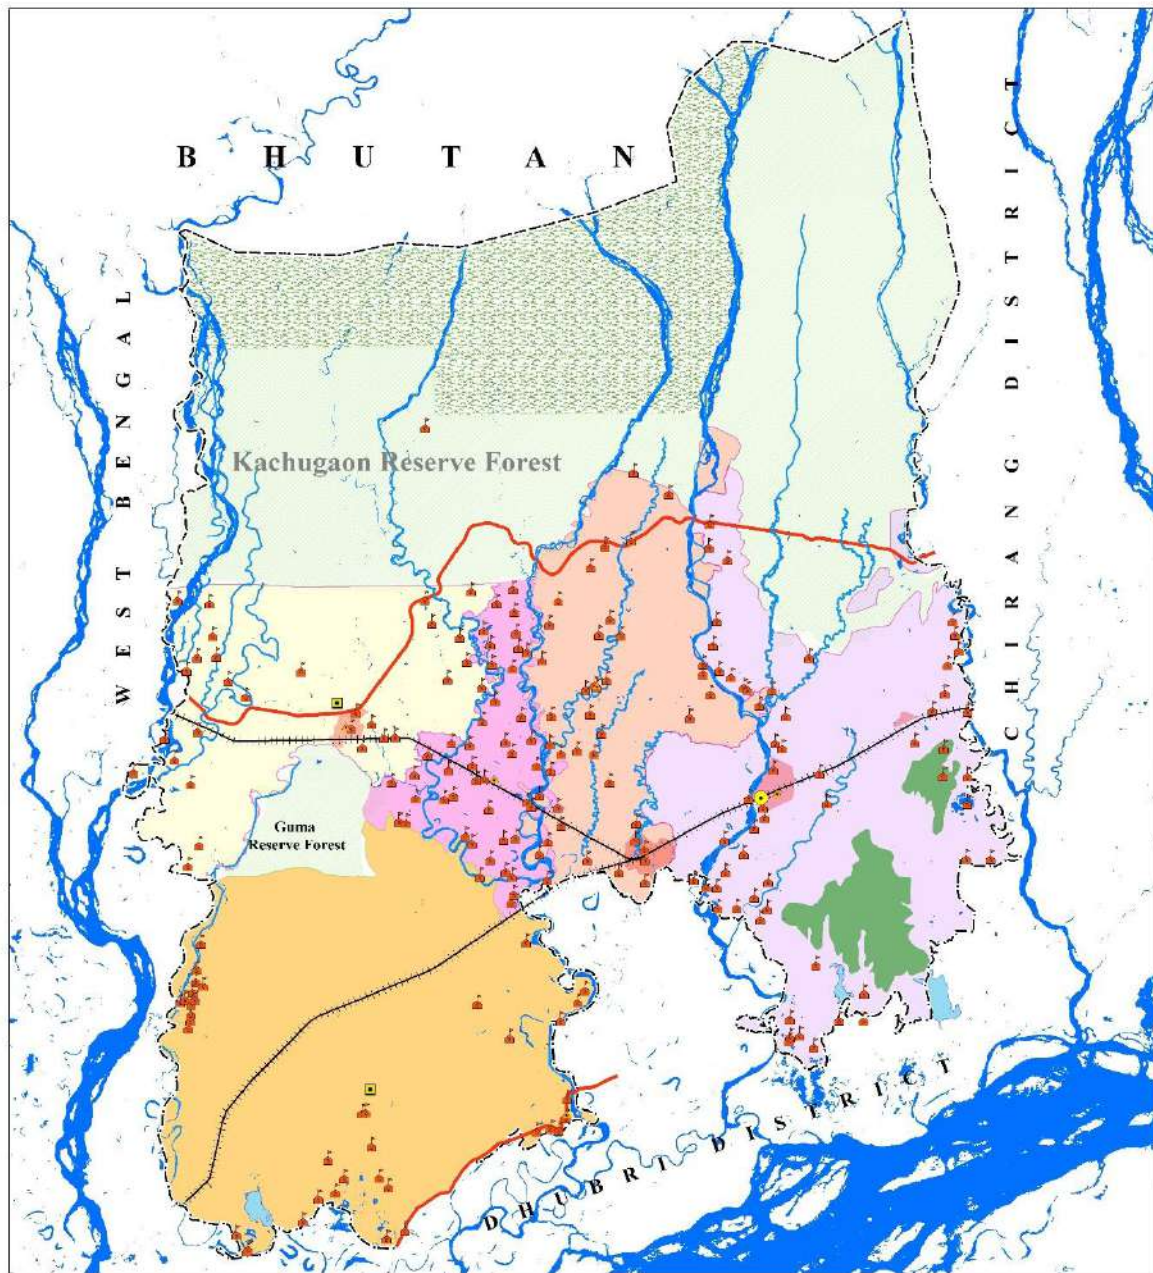 BHUTAN
WEST BENGAL
CHIRANG DISTRICT
Kachugaon Reserve Forest
Guma
Reserve Forest
DHUBRI DISTRICT